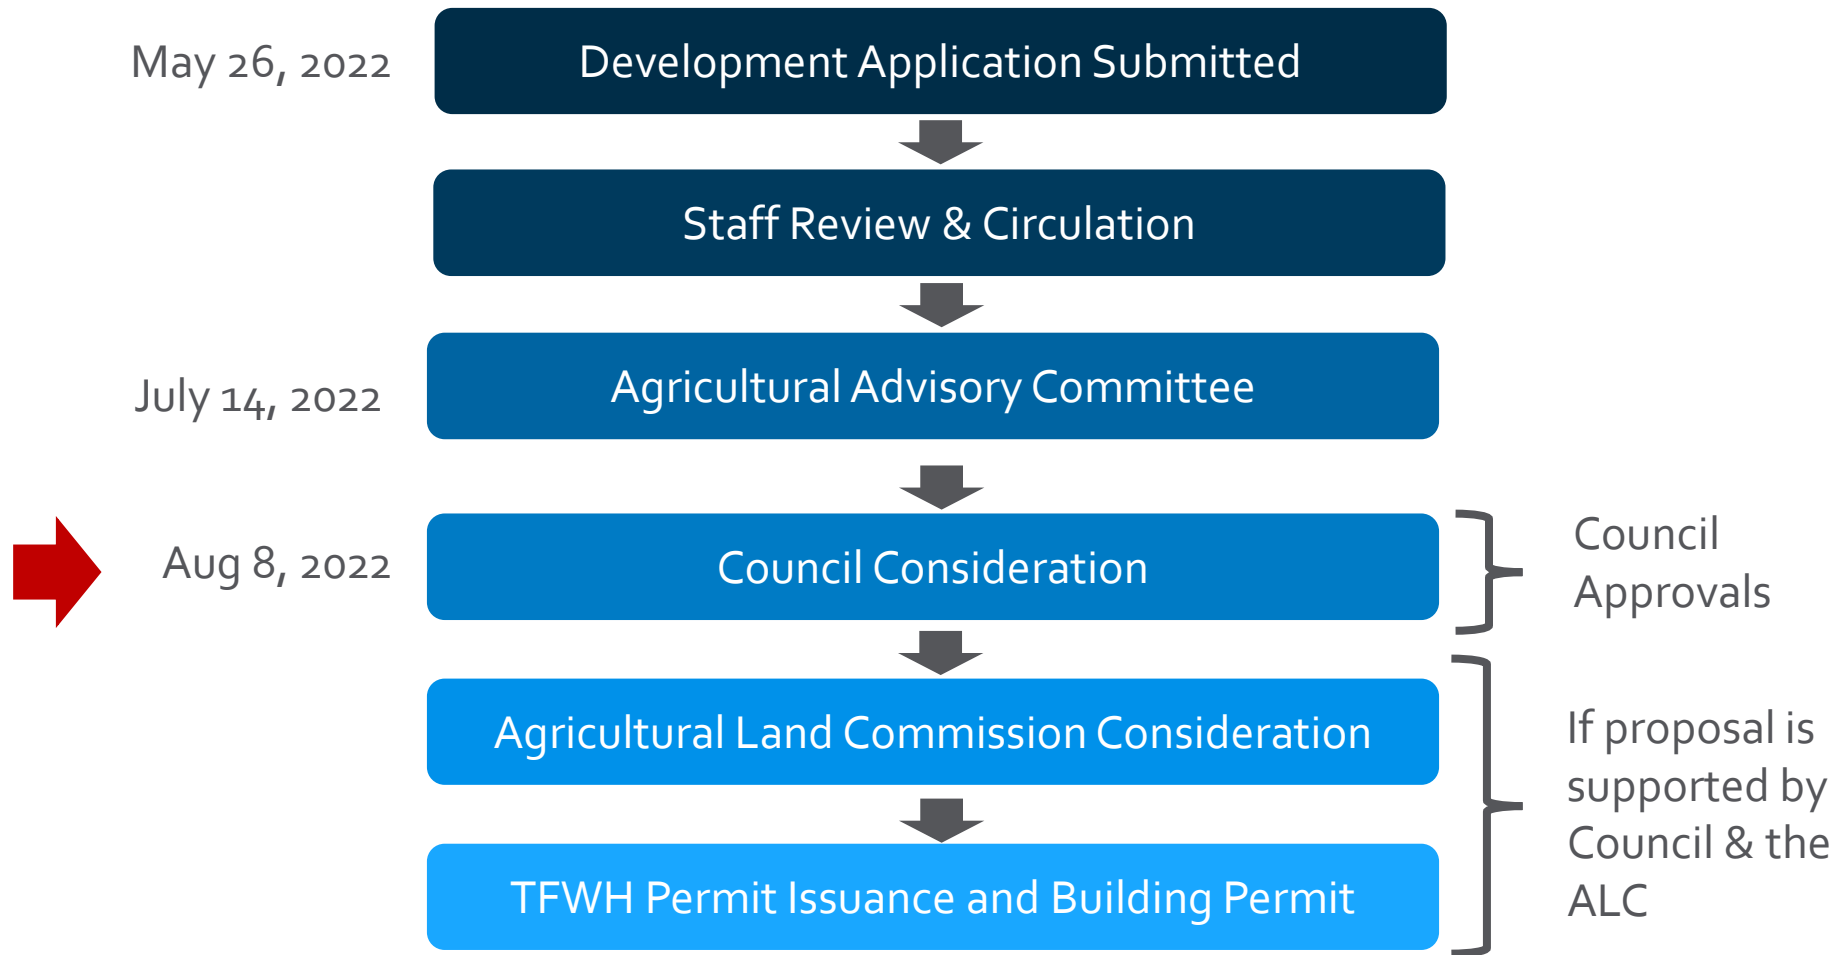 May 26, 2022
Development Application Submitted
Staff Review & Circulation
July 14, 2022
Agricultural Advisory Committee
Aug 8, 2022
Council Consideration
Council
Approvals
Agricultural Land Commission Consideration
If proposal is
supported by
Council & the
ALC
TFWH Permit Issuance and Building Permit